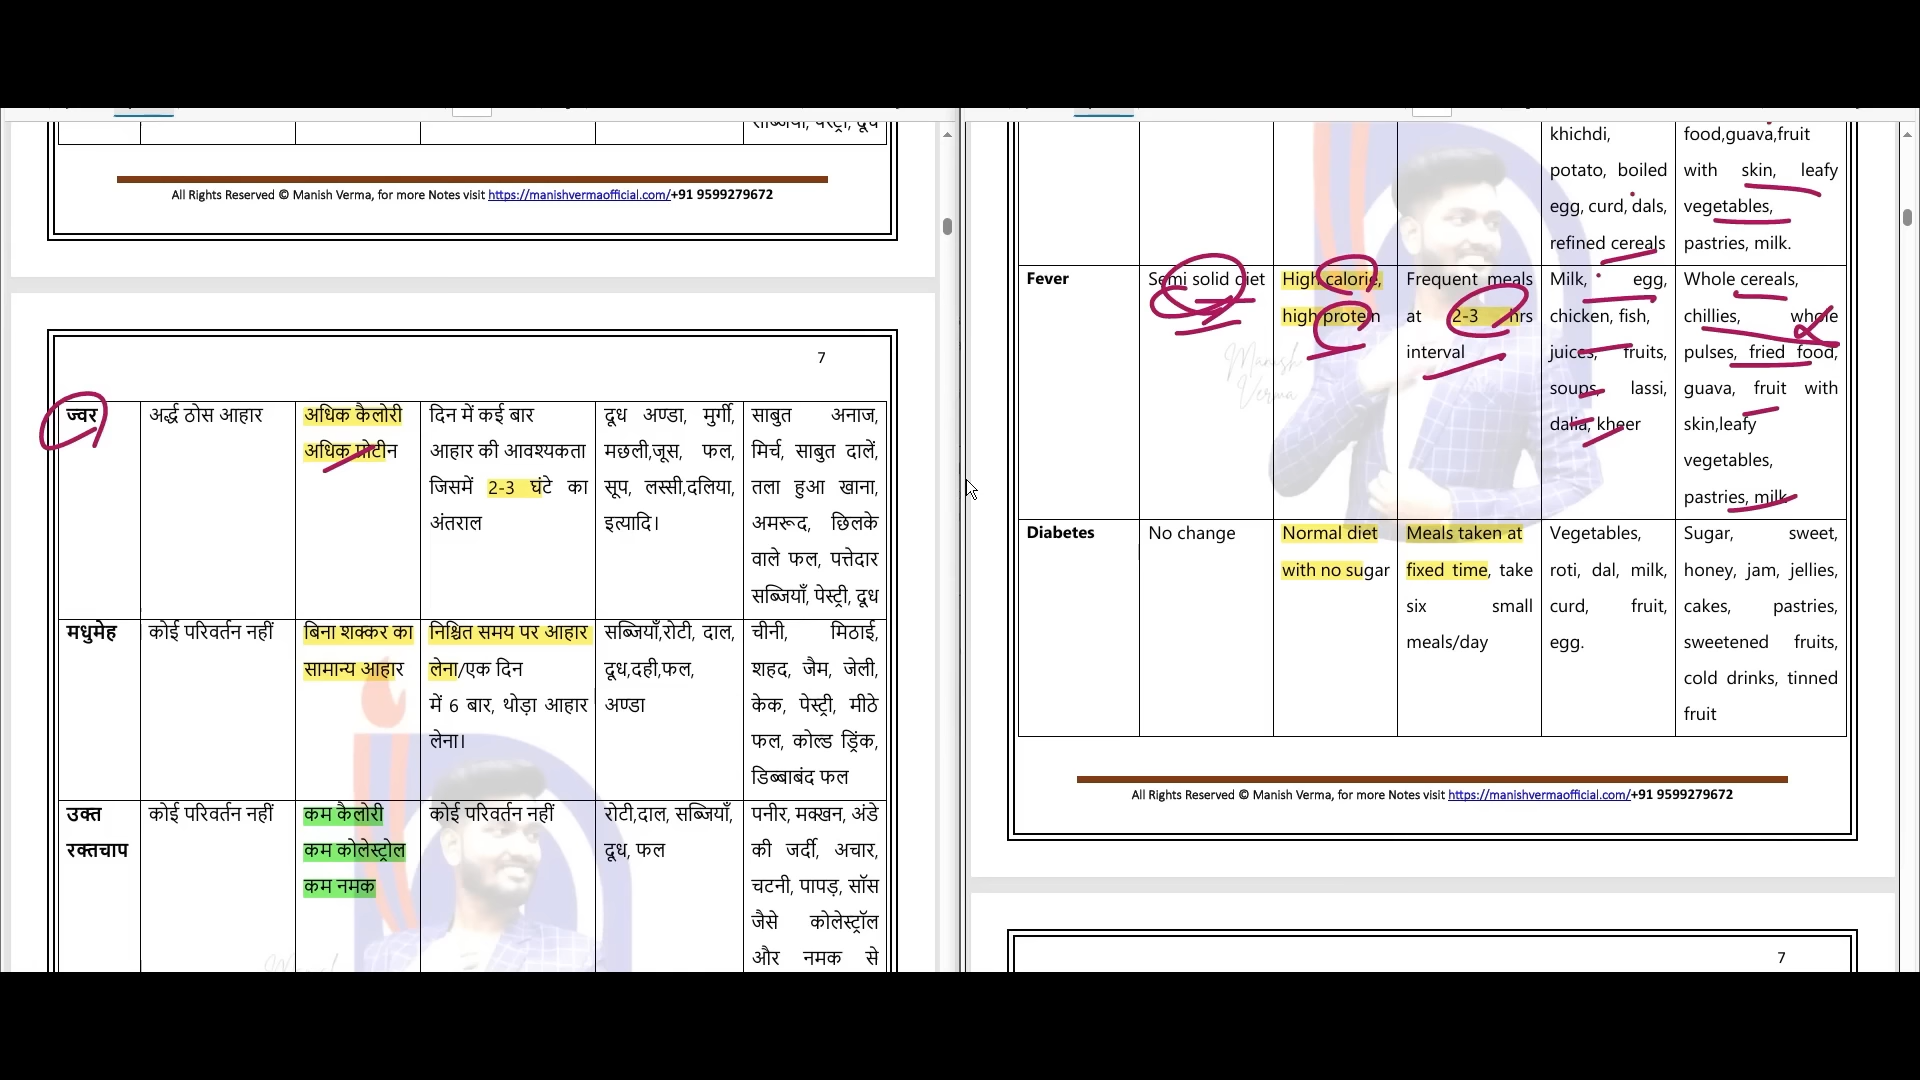 सब्जियाँ, पेस्ट्री, दूध
All Rights Reserved © Manish Verma, for more Notes visit https://manishvermaofficial.com/+91 9599279672
7
ज्वर
अर्द्ध ठोस आहार
अधिक कैलोरी
अधिक प्रोटीन
दिन में कई बार
आहार की आवश्यकता
जिसमें 2-3 घंटे का
अंतराल
दूध अण्डा, मुर्गी,
मछली,जूस, फल,
सूप, लस्सी,दलिया,
इत्यादि।
साबुत अनाज,
मिर्च, साबुत दालें,
तला हुआ खाना,
अमरूद, छिलके
वाले फल, पत्तेदार
सब्जियाँ, पेस्ट्री, दूध
मधुमेह
कोई परिवर्तन नहीं
बिना शक्कर का
सामान्य आहार
निश्चित समय पर आहार
लेना/एक दिन
में 6 बार, थोड़ा आहार
लेना।
सब्जियाँ,रोटी, दाल,
दूध,दही,फल,
अण्डा
चीनी, मिठाई,
शहद, जैम, जेली,
केक, पेस्ट्री, मीठे
फल, कोल्ड ड्रिंक,
डिब्बाबंद फल
उक्त
रक्तचाप
कोई परिवर्तन नहीं
कम कैलोरी
कम कोलेस्ट्रोल
कम नमक
कोई परिवर्तन नहीं
रोटी,दाल, सब्जियाँ,
दूध, फल
पनीर, मक्खन, अंडे
की जर्दी, अचार,
चटनी, पापड़, सॉस
जैसे कोलेस्ट्रॉल
और नमक से
khichdi,
potato, boiled
egg, curd, dals,
refined cereals
food,guava,fruit
with skin, leafy
vegetables,
pastries, milk.
Fever
Semi solid diet
High calorie,
high protein
Frequent meals
at 2-3 hrs
interval
Milk, egg,
chicken, fish,
juices, fruits,
soups, lassi,
dalia, kheer
Whole cereals,
chillies, whole
pulses, fried food,
guava, fruit with
skin,leafy
vegetables,
pastries, milk
Diabetes
No change
Normal diet
with no sugar
Meals taken at
fixed time, take
six small
meals/day
Vegetables,
roti, dal, milk,
curd, fruit,
egg.
Sugar, sweet,
honey, jam, jellies,
cakes, pastries,
sweetened fruits,
cold drinks, tinned
fruit
Manish
Verma
All Rights Reserved © Manish Verma, for more Notes visit https://manishvermaofficial.com/+91 9599279672
7